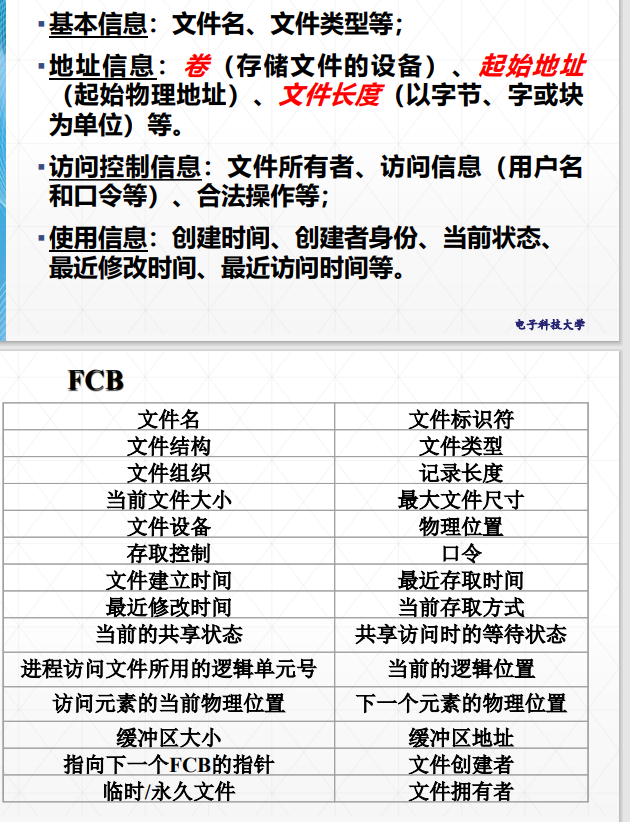 ▪基本信息：文件名、文件类型等；
▪地址信息：卷（存储文件的设备）、起始地址
（起始物理地址）、文件长度（以字节、字或块
为单位）等。
▪访问控制信息：文件所有者、访问信息（用户名
和口令等）、合法操作等；
▪使用信息：创建时间、创建者身份、当前状态、
最近修改时间、最近访问时间等。
电子科技大学
FCB
文件名 文件标识符
文件结构 文件类型
文件组织 记录长度
当前文件大小 最大文件尺寸
文件设备 物理位置
存取控制 口令
文件建立时间 最近存取时间
最近修改时间 当前存取方式
当前的共享状态 共享访问时的等待状态
进程访问文件所用的逻辑单元号 当前的逻辑位置
访问元素的当前物理位置 下一个元素的物理位置
缓冲区大小 缓冲区地址
指向下一个FCB的指针 文件创建者
临时/永久文件 文件拥有者